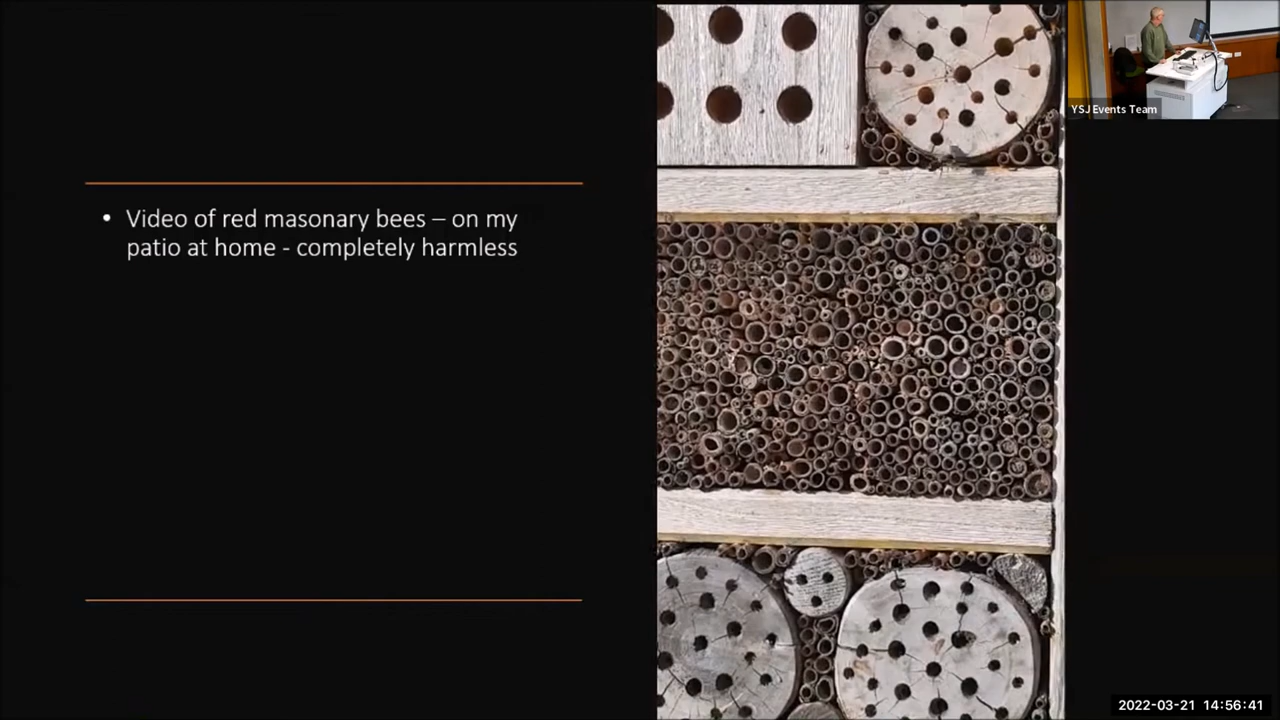 YSJ Events Team
• Video of red masonary bees – on my
patio at home - completely harmless
2022-03-21 14:56:41